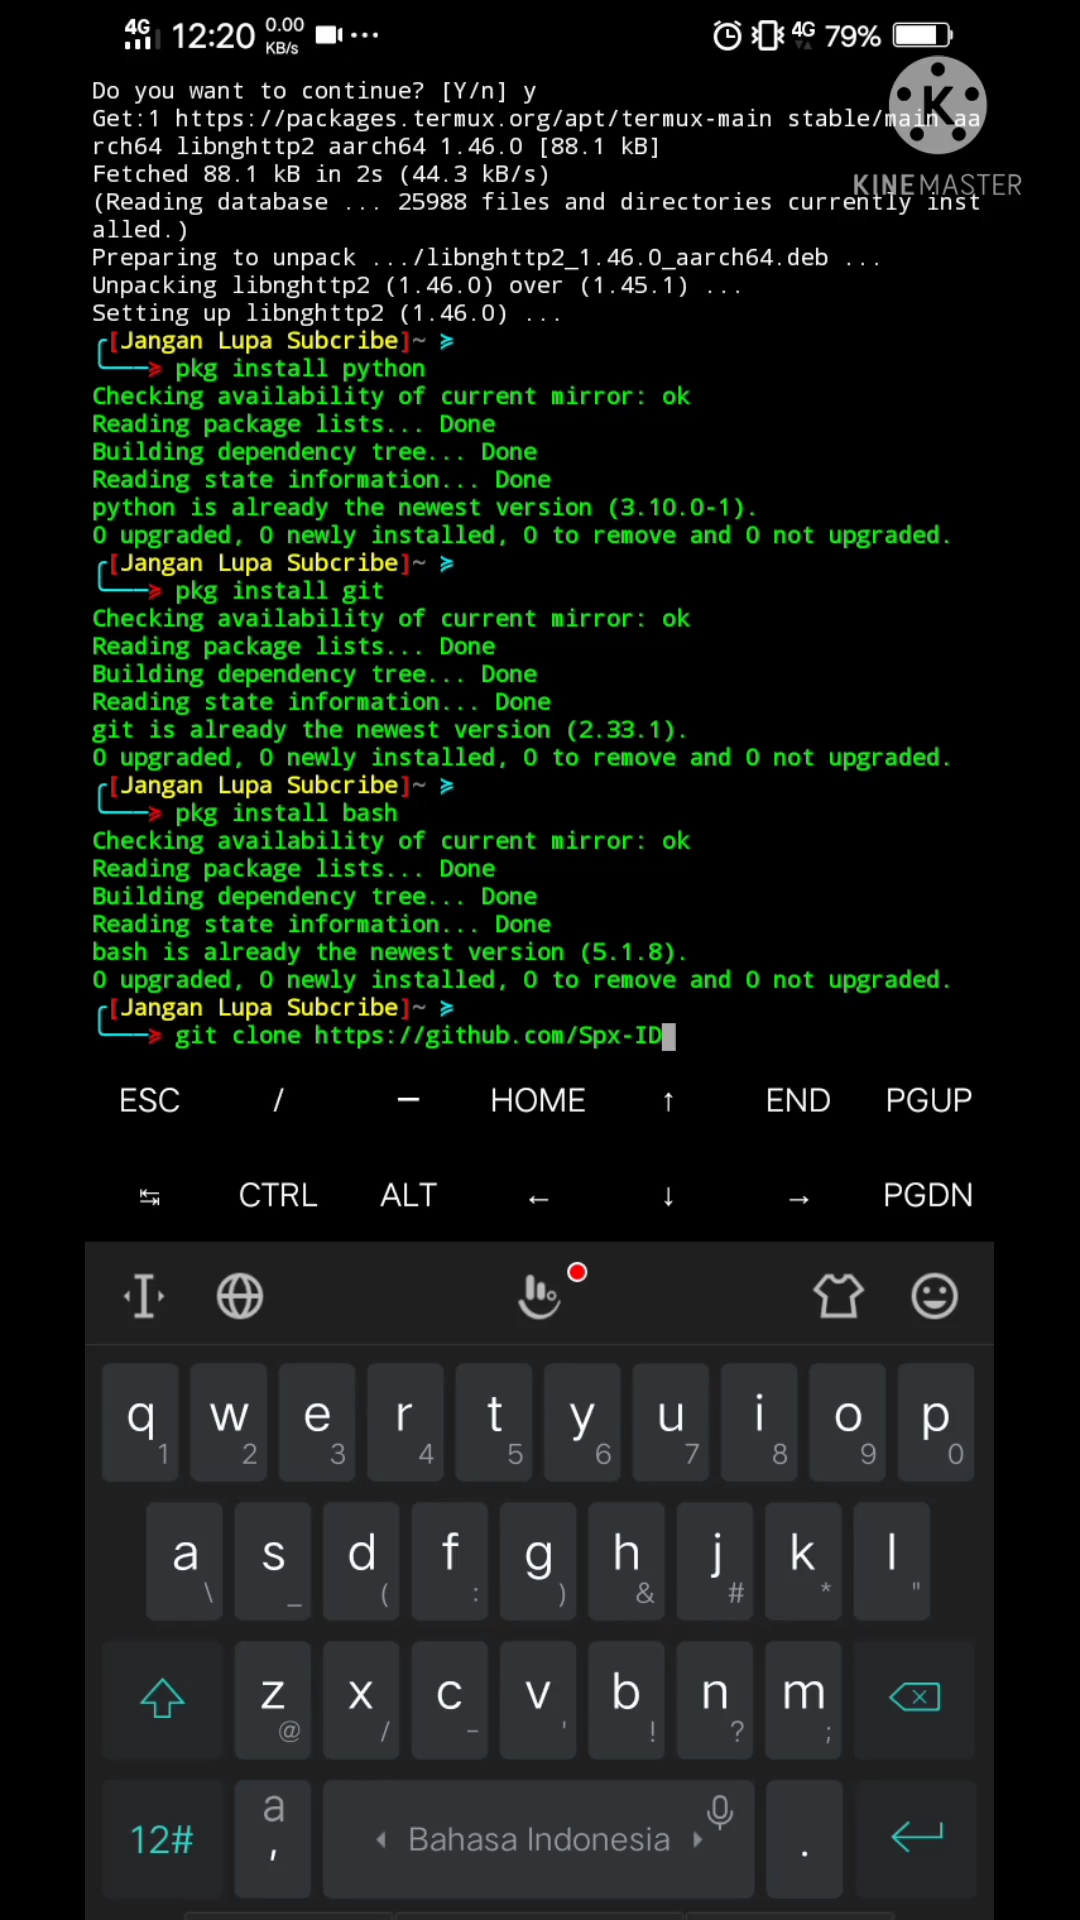 4G 12:20 0.00 KB/s ... 4G 79%
Do you want to continue? [Y/n] y
Get:1 https://packages.termux.org/apt/termux-main stable/main aa
rch64 libnghttp2 aarch64 1.46.0 [88.1 kB]
Fetched 88.1 kB in 2s (44.3 kB/s)
K
KINEMASTER
(Reading database ... 25988 files and directories currently inst
alled.)
Preparing to unpack .../libnghttp2_1.46.0_aarch64.deb ...
Unpacking libnghttp2 (1.46.0) over (1.45.1) ...
Setting up libnghttp2 (1.46.0) ...
[Jangan Lupa Subcribe]~ >
> pkg install python
Checking availability of current mirror: ok
Reading package lists... Done
Building dependency tree... Done
Reading state information... Done
python is already the newest version (3.10.0-1).
0 upgraded, 0 newly installed, 0 to remove and 0 not upgraded.
[Jangan Lupa Subcribe]~ >
> pkg install git
Checking availability of current mirror: ok
Reading package lists... Done
Building dependency tree... Done
Reading state information... Done
git is already the newest version (2.33.1).
0 upgraded, 0 newly installed, 0 to remove and 0 not upgraded.
[Jangan Lupa Subcribe]~ >
> pkg install bash
Checking availability of current mirror: ok
Reading package lists... Done
Building dependency tree... Done
Reading state information... Done
bash is already the newest version (5.1.8).
0 upgraded, 0 newly installed, 0 to remove and 0 not upgraded.
[Jangan Lupa Subcribe]~ >
> git clone https://github.com/Spx-ID
ESC / — HOME ↑ END PGUP
↹ CTRL ALT ← ↓ → PGDN
q w e r t y u i o p
1 2 3 4 5 6 7 8 9 0
a s d f g h j k l
\ _ ( : ) & # * "
z x c v b n m
@ / - ' ! ? ;
12# a , Bahasa Indonesia .